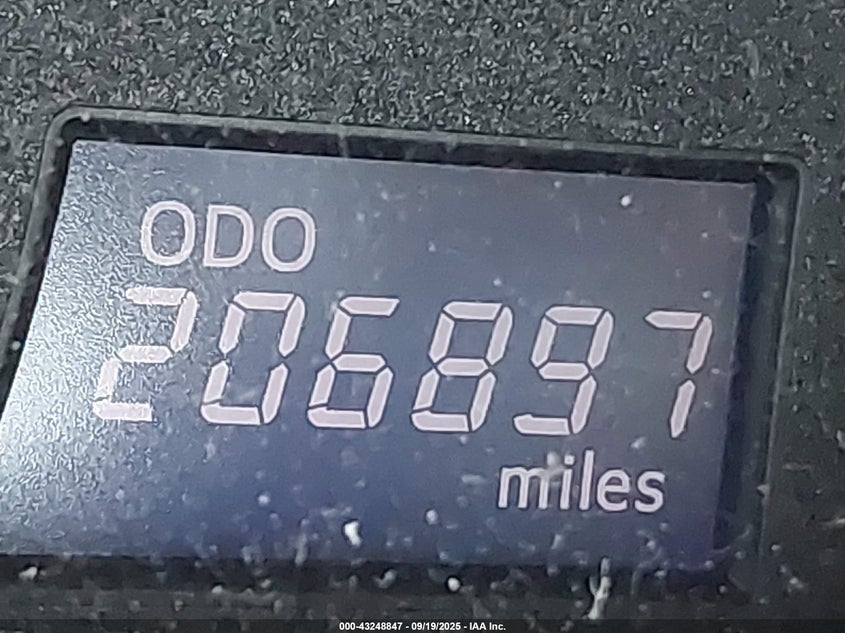 ODO
206897
miles
000-43248847 - 09/19/2025 - IAA Inc.